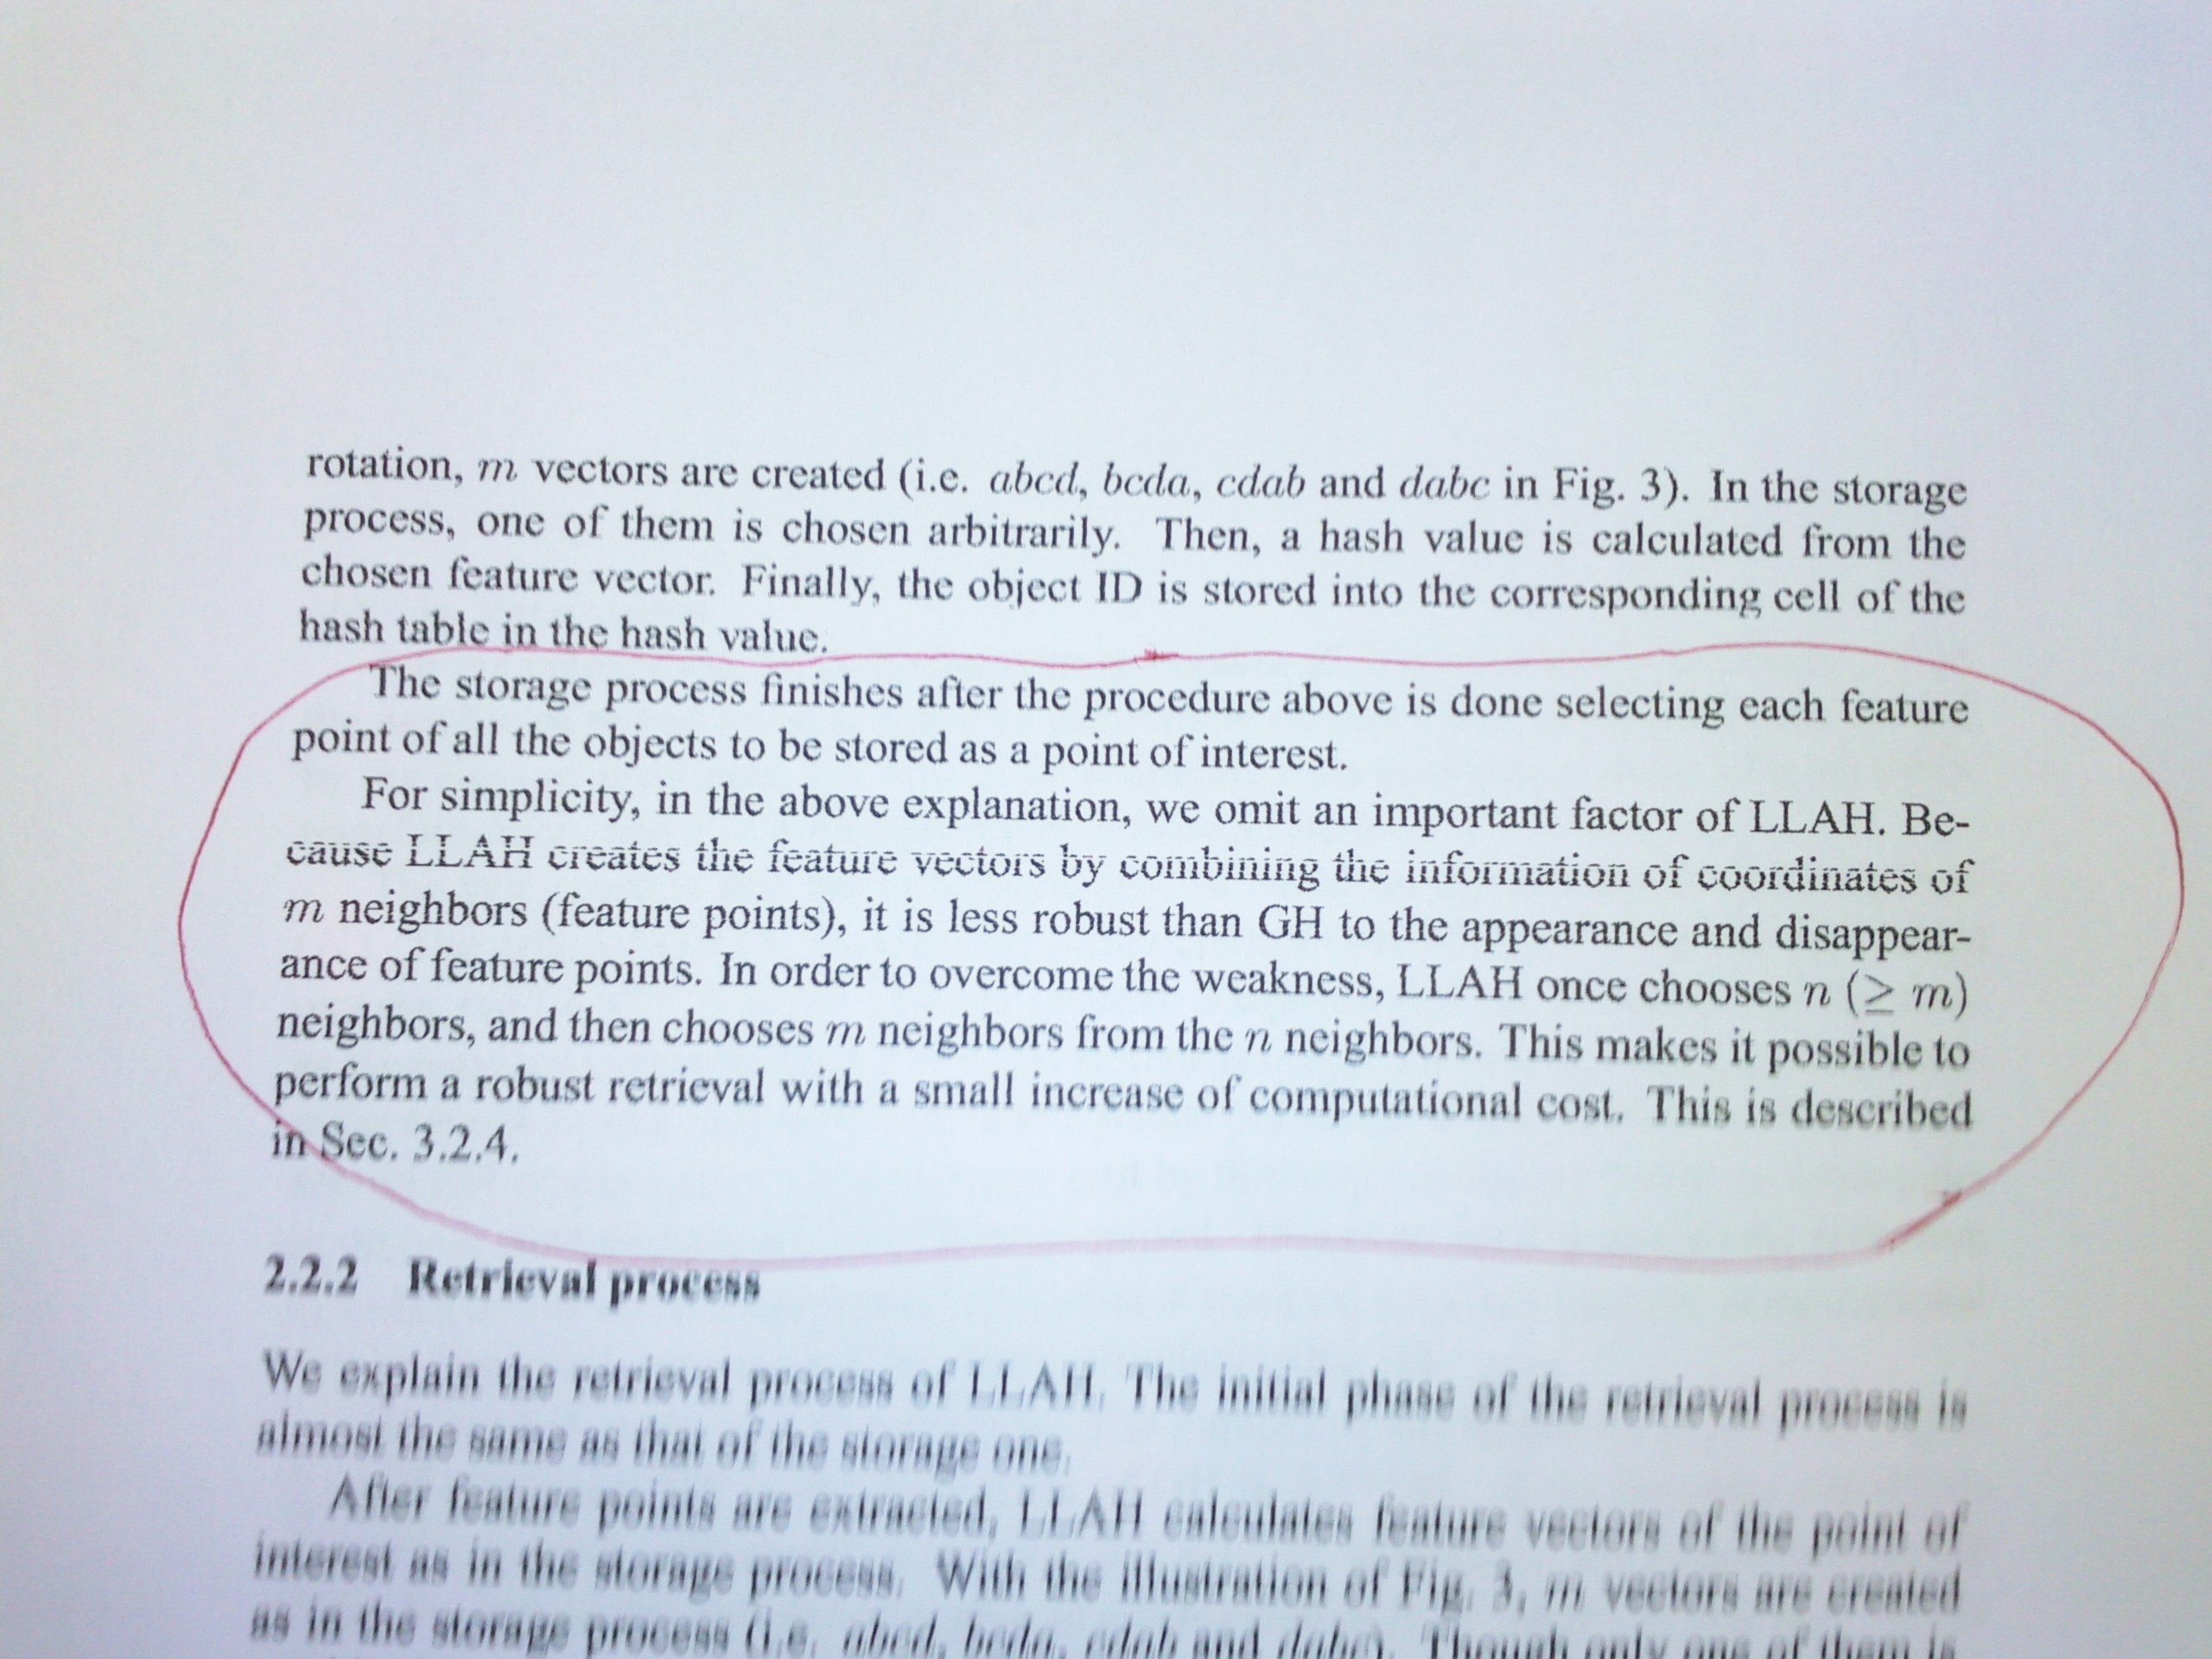 rotation, m vectors are created (i.e. abcd, bcda, cdab and dabc in Fig. 3). In the storage
process, one of them is chosen arbitrarily. Then, a hash value is calculated from the
chosen feature vector. Finally, the object ID is stored into the corresponding cell of the
hash table in the hash value.
The storage process finishes after the procedure above is done selecting each feature
point of all the objects to be stored as a point of interest.
For simplicity, in the above explanation, we omit an important factor of LLAH. Be-
cause LLAH creates the feature vectors by combining the information of coordinates of
m neighbors (feature points), it is less robust than GH to the appearance and disappear-
ance of feature points. In order to overcome the weakness, LLAH once chooses n (≥ m)
neighbors, and then chooses m neighbors from the n neighbors. This makes it possible to
perform a robust retrieval with a small increase of computational cost. This is described
in Sec. 3.2.4.
2.2.2 Retrieval process
We explain the retrieval process of LLAH. The initial phase of the retrieval process is
almost the same as that of the storage one.
After feature points are extracted, LLAH calculates feature vectors of the point of
interest as in the storage process. With the illustration of Fig. 3, m vectors are created
as in the storage process (i.e. abcd, bcda, cdab and dabc). Though only one of them is